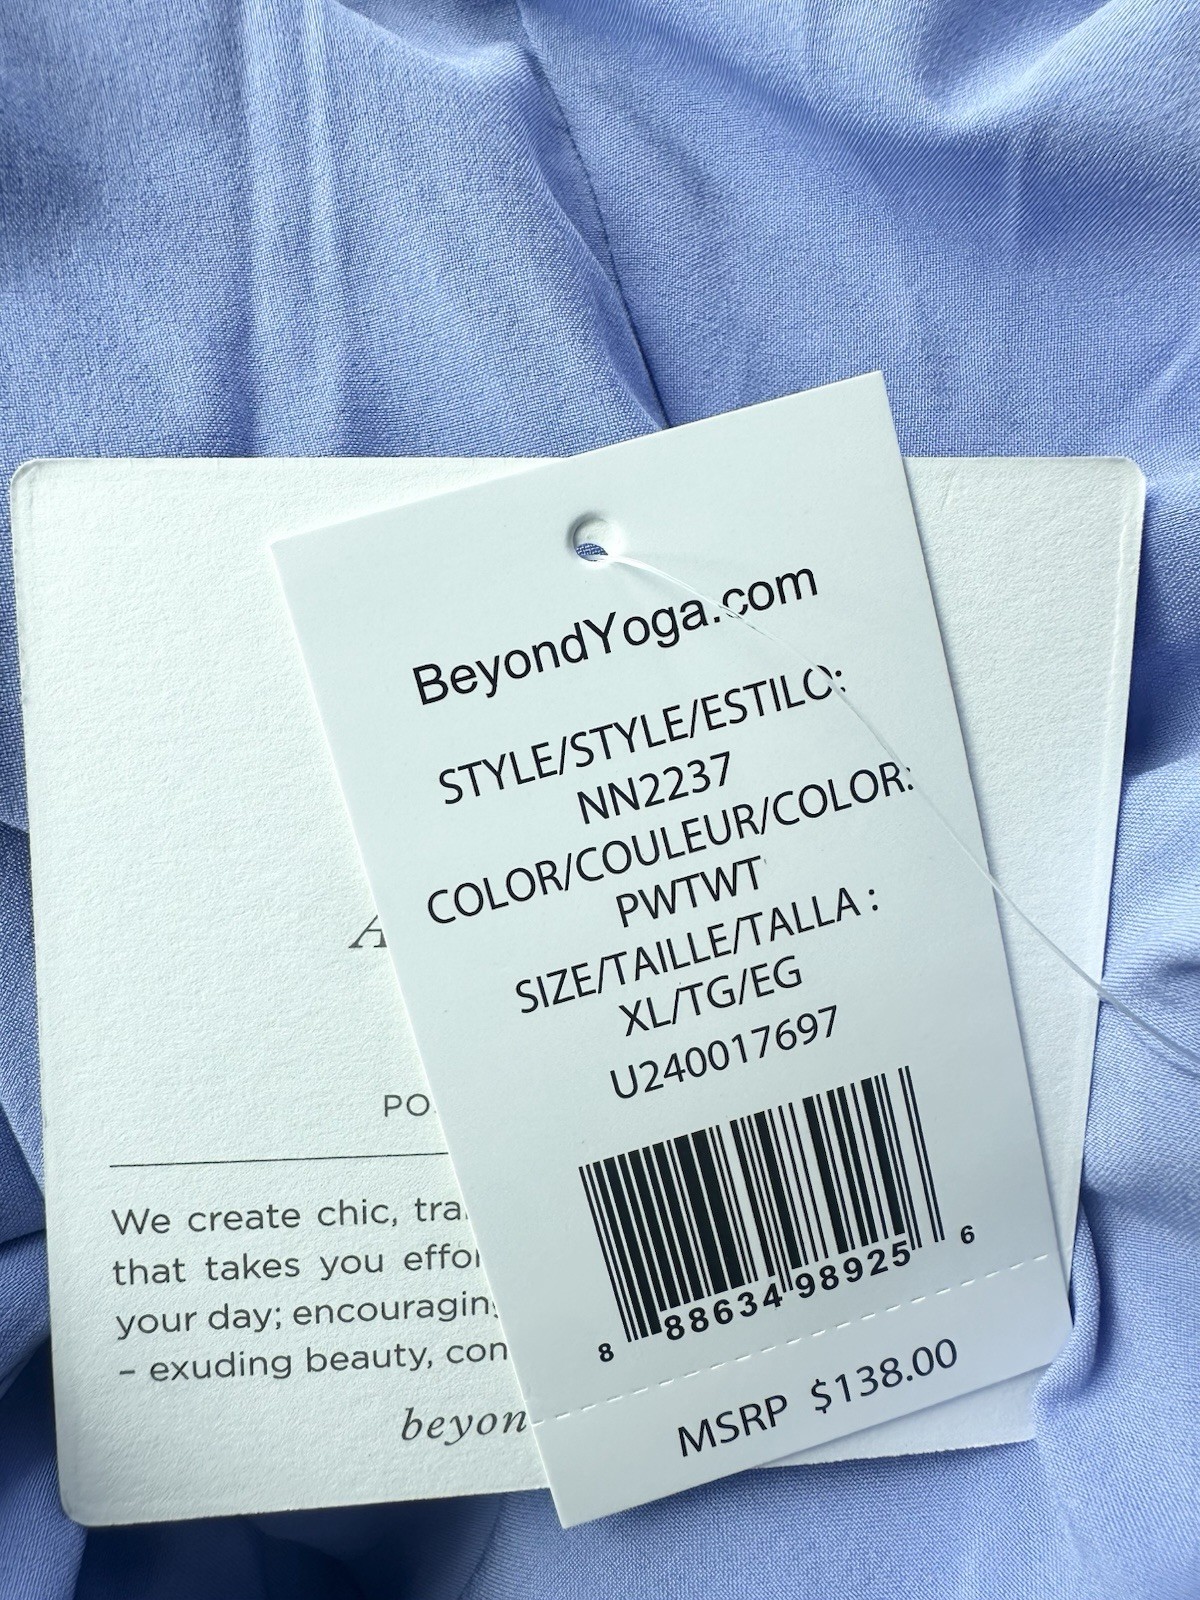 BeyondYoga.com
STYLE/STYLE/ESTILO:
NN2237
COLOR/COULEUR/COLOR:
PWTWT
SIZE/TAILLE/TALLA :
XL/TG/EG
U240017697
8 88634 98925 6
MSRP $138.00
A
PO
We create chic, tra
that takes you effor
your day; encouraging
– exuding beauty, con
beyon